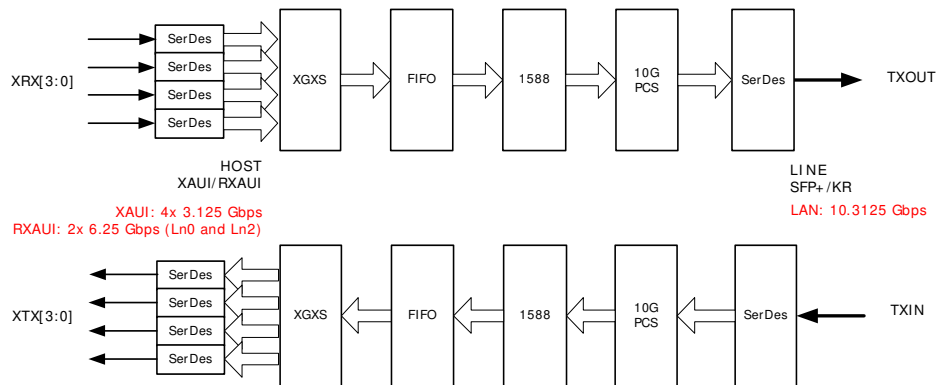 SerDes
SerDes
SerDes
SerDes
XRX[3:0]
XGXS
FIFO
1588
10G
PCS
SerDes
TXOUT
HOST
XAUI/RXAUI
XAUI: 4x 3.125 Gbps
RXAUI: 2x 6.25 Gbps (Ln0 and Ln2)
LINE
SFP+/KR
LAN: 10.3125 Gbps
SerDes
SerDes
SerDes
SerDes
XTX[3:0]
XGXS
FIFO
1588
10G
PCS
SerDes
TXIN